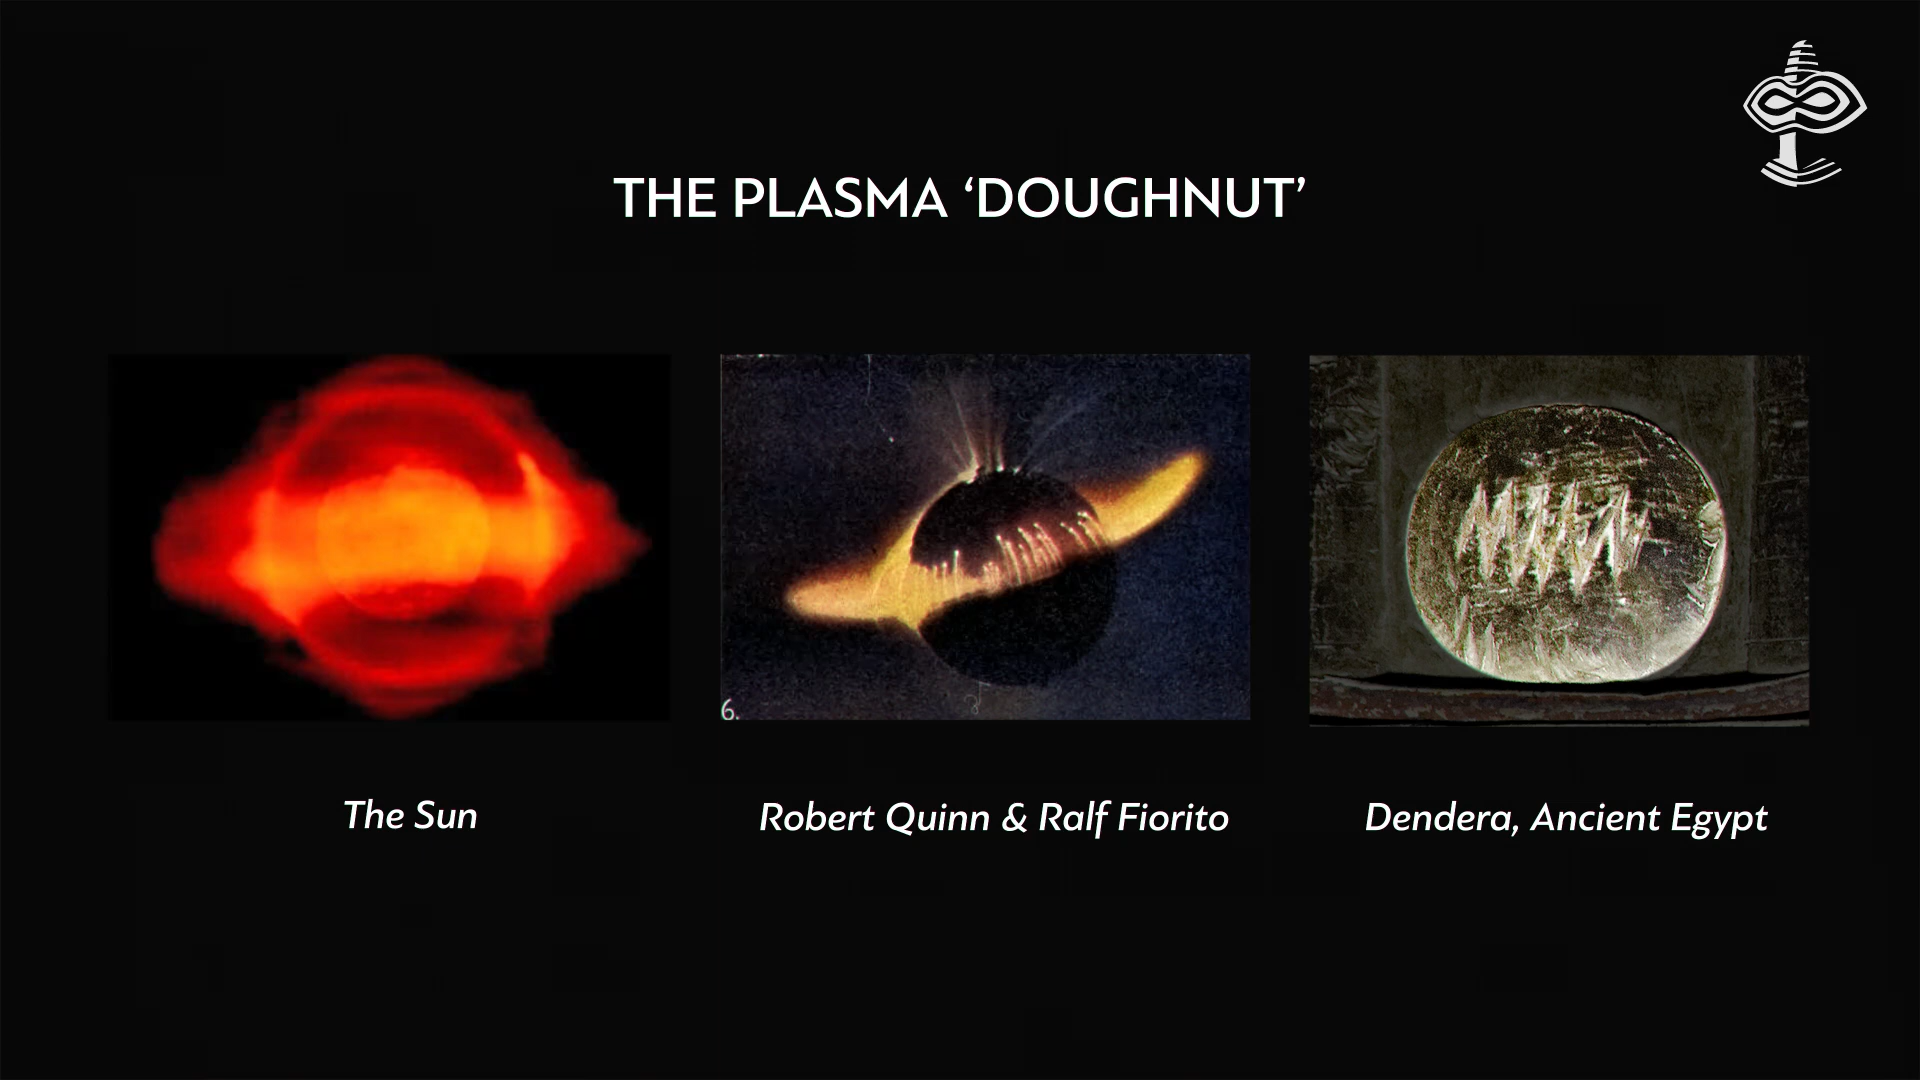 THE PLASMA ‘DOUGHNUT’
6.
The Sun
Robert Quinn & Ralf Fiorito
Dendera, Ancient Egypt